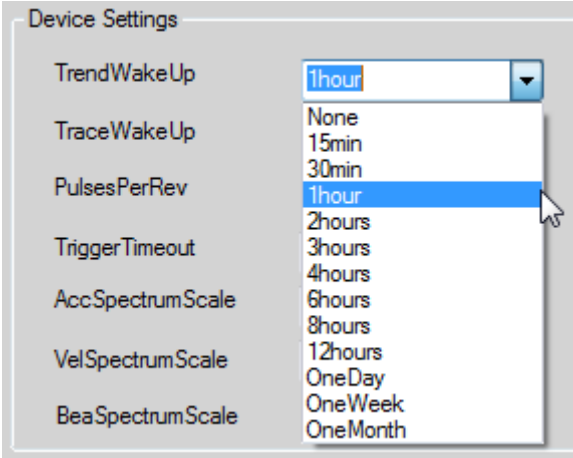 Device Settings
TrendWakeUp
1hour
TraceWakeUp
PulsesPerRev
TriggerTimeout
AccSpectrumScale
VelSpectrumScale
BeaSpectrumScale
None
15min
30min
1hour
2hours
3hours
4hours
6hours
8hours
12hours
OneDay
OneWeek
OneMonth